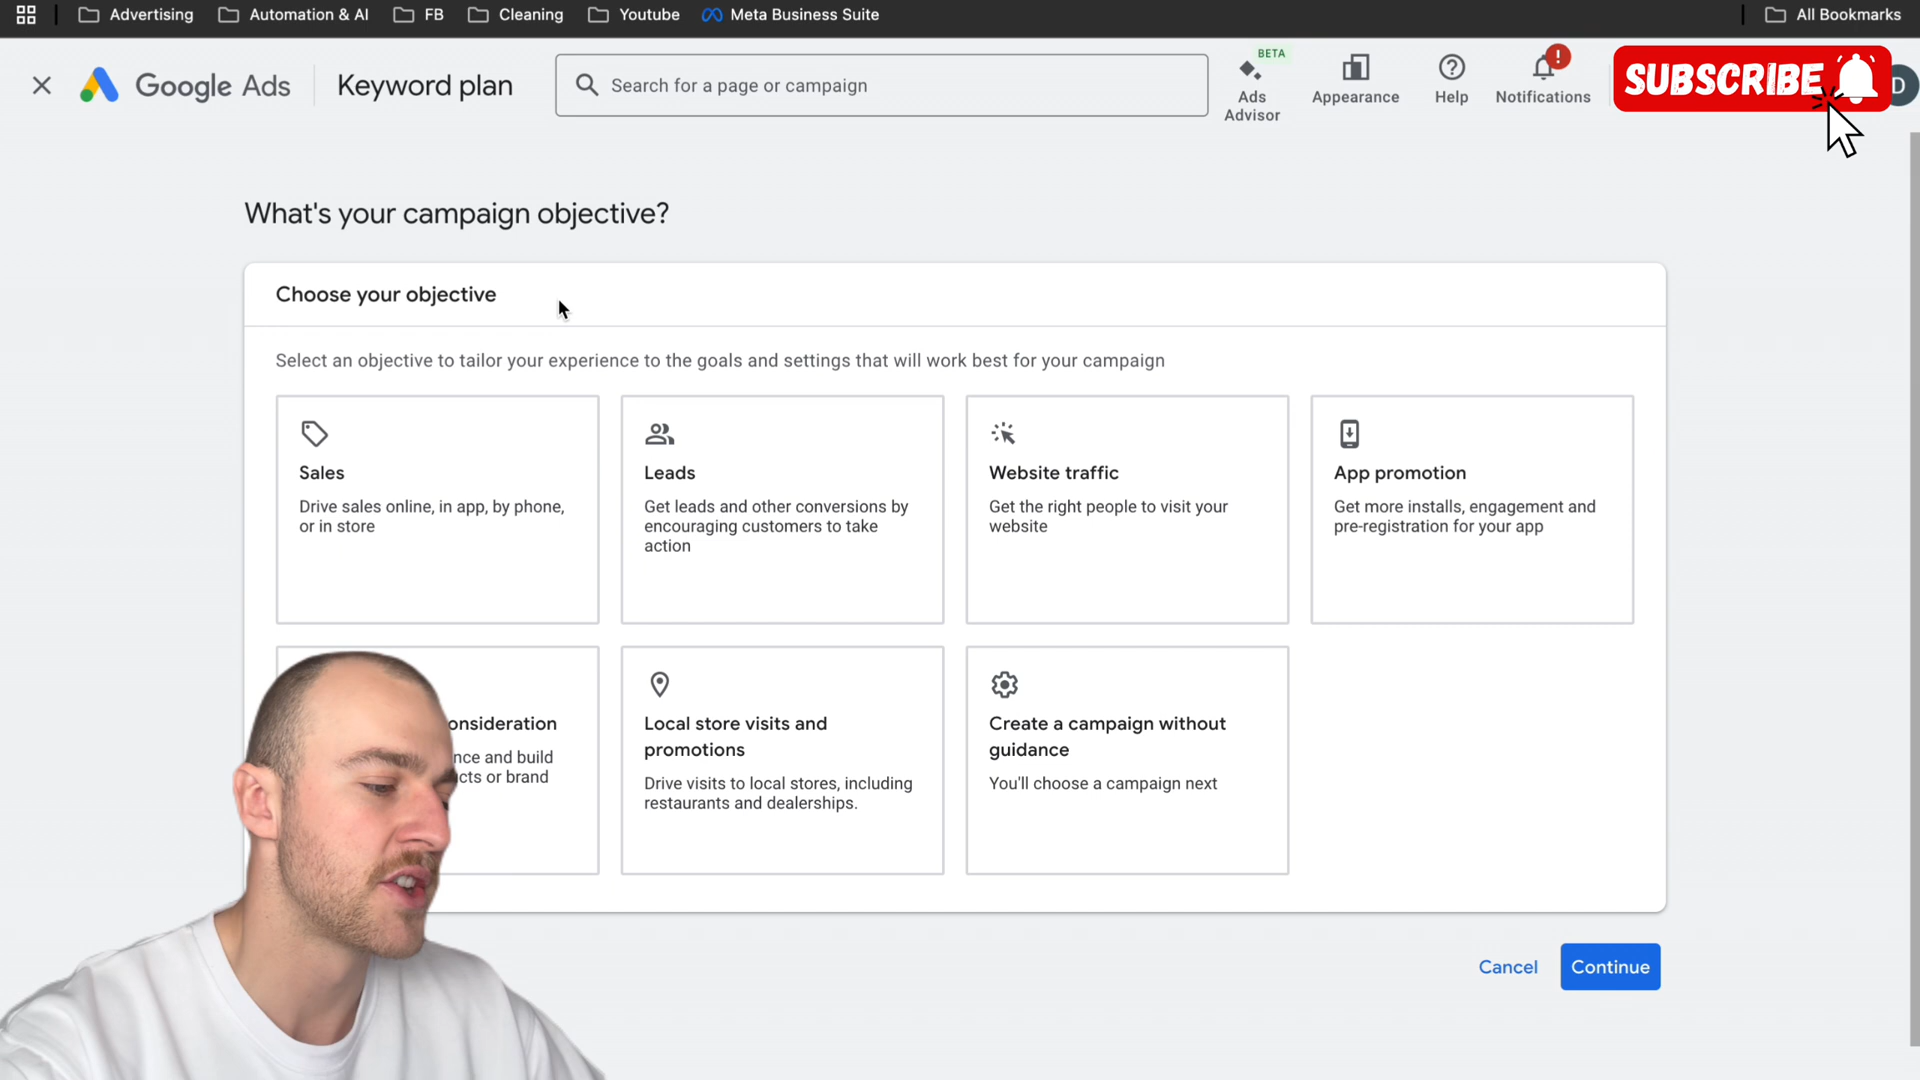 Advertising
Automation & AI
FB
Cleaning
Youtube
Meta Business Suite
All Bookmarks
Google Ads
Keyword plan
Search for a page or campaign
BETA
Ads
Advisor
Appearance
Help
!
Notifications
SUBSCRIBE
D
What's your campaign objective?
Choose your objective
Select an objective to tailor your experience to the goals and settings that will work best for your campaign
Sales
Drive sales online, in app, by phone,
or in store
Leads
Get leads and other conversions by
encouraging customers to take
action
Website traffic
Get the right people to visit your
website
App promotion
Get more installs, engagement and
pre-registration for your app
onsideration
nce and build
cts or brand
Local store visits and
promotions
Drive visits to local stores, including
restaurants and dealerships.
Create a campaign without
guidance
You'll choose a campaign next
Cancel
Continue